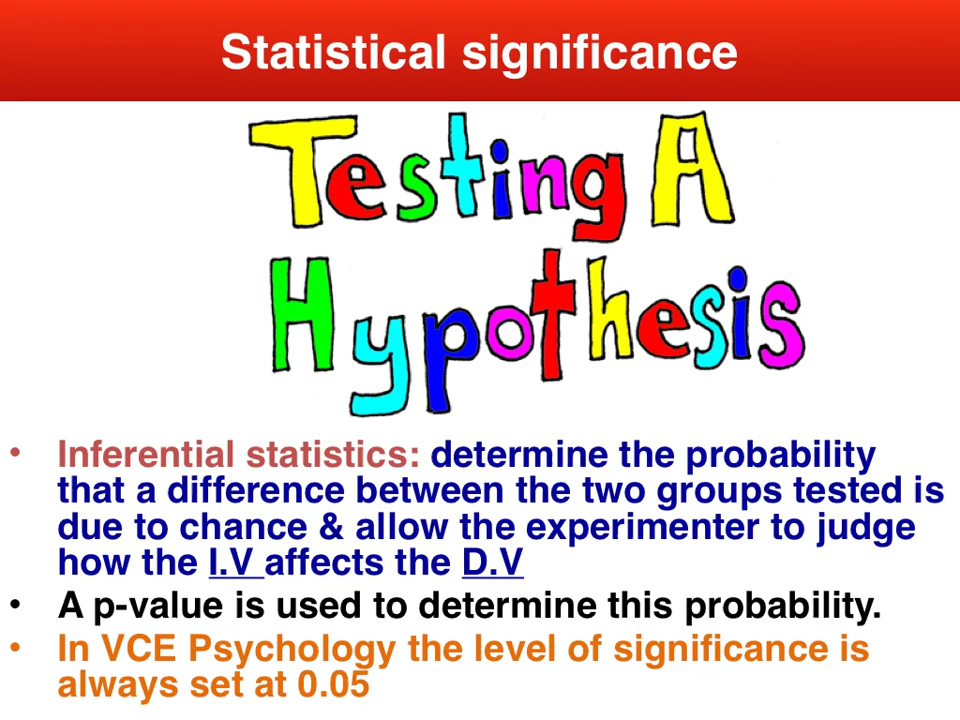 Statistical significance
Testing A
Hypothesis
• Inferential statistics: determine the probability
that a difference between the two groups tested is
due to chance & allow the experimenter to judge
how the I.V affects the D.V
• A p-value is used to determine this probability.
• In VCE Psychology the level of significance is
always set at 0.05